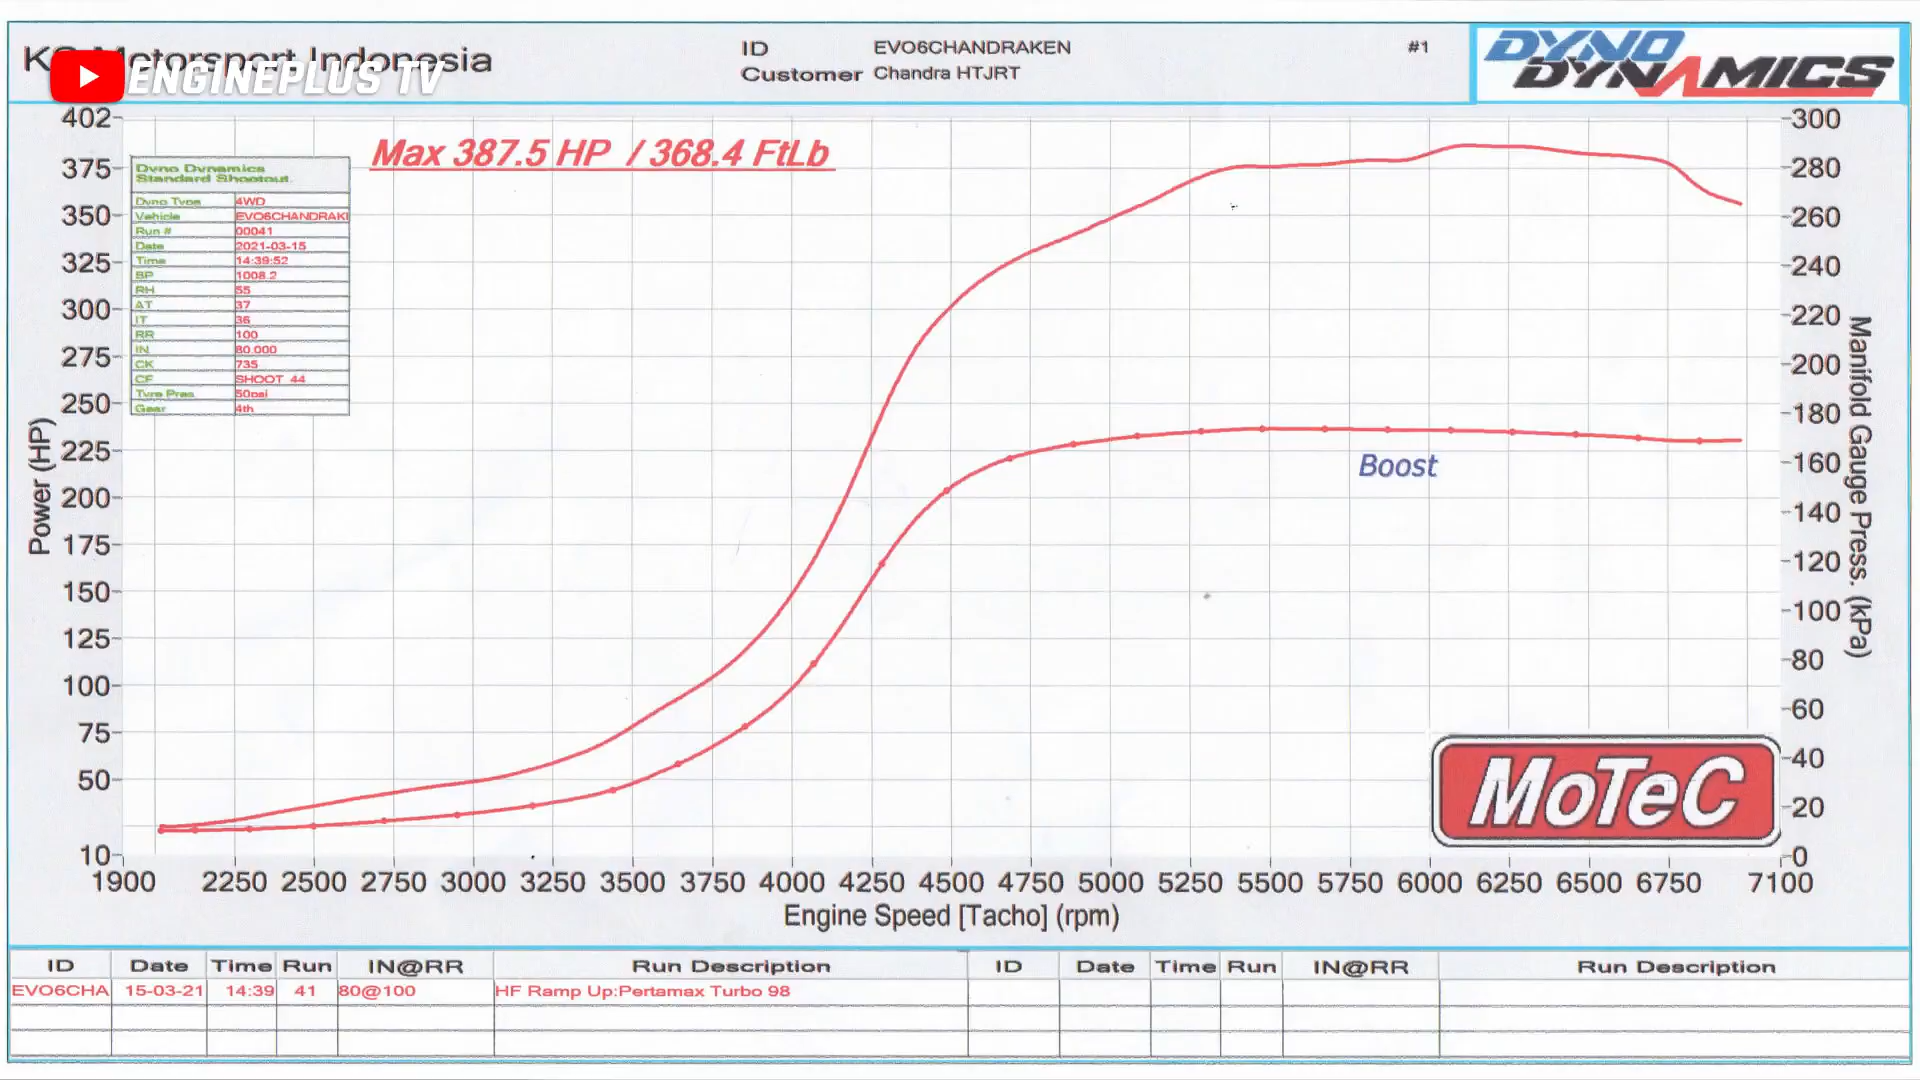 Motorsport Indonesia
ENGINEPLUS TV
ID EVO6CHANDRAKEN #1
Customer Chandra HTJRT
DYNO DYNAMICS
Max 387.5 HP / 368.4 FtLb
Dyno Dynamics
Standard Shootout
Dyno Type 4WD
Vehicle EVO6CHANDRAKI
Run # 00041
Date 2021-03-15
Time 14:39:52
BP 1008.2
RH 55
AT 37
IT 36
RR 100
IN 80.000
CK 735
CF SHOOT_44
Tyre Pres 50psi
Gear 4th
Power (HP)
402
375
350
325
300
275
250
225
200
175
150
125
100
75
50
10
Boost
300
280
260
240
220
200
180
160
140
120
100
80
60
40
20
0
Manifold Gauge Press. (kPa)
MoTeC
1900 2250 2500 2750 3000 3250 3500 3750 4000 4250 4500 4750 5000 5250 5500 5750 6000 6250 6500 6750 7100
Engine Speed [Tacho] (rpm)
ID Date Time Run IN@RR Run Description ID Date Time Run IN@RR Run Description
EVO6CHA 15-03-21 14:39 41 80@100 HF Ramp Up:Pertamax Turbo 98